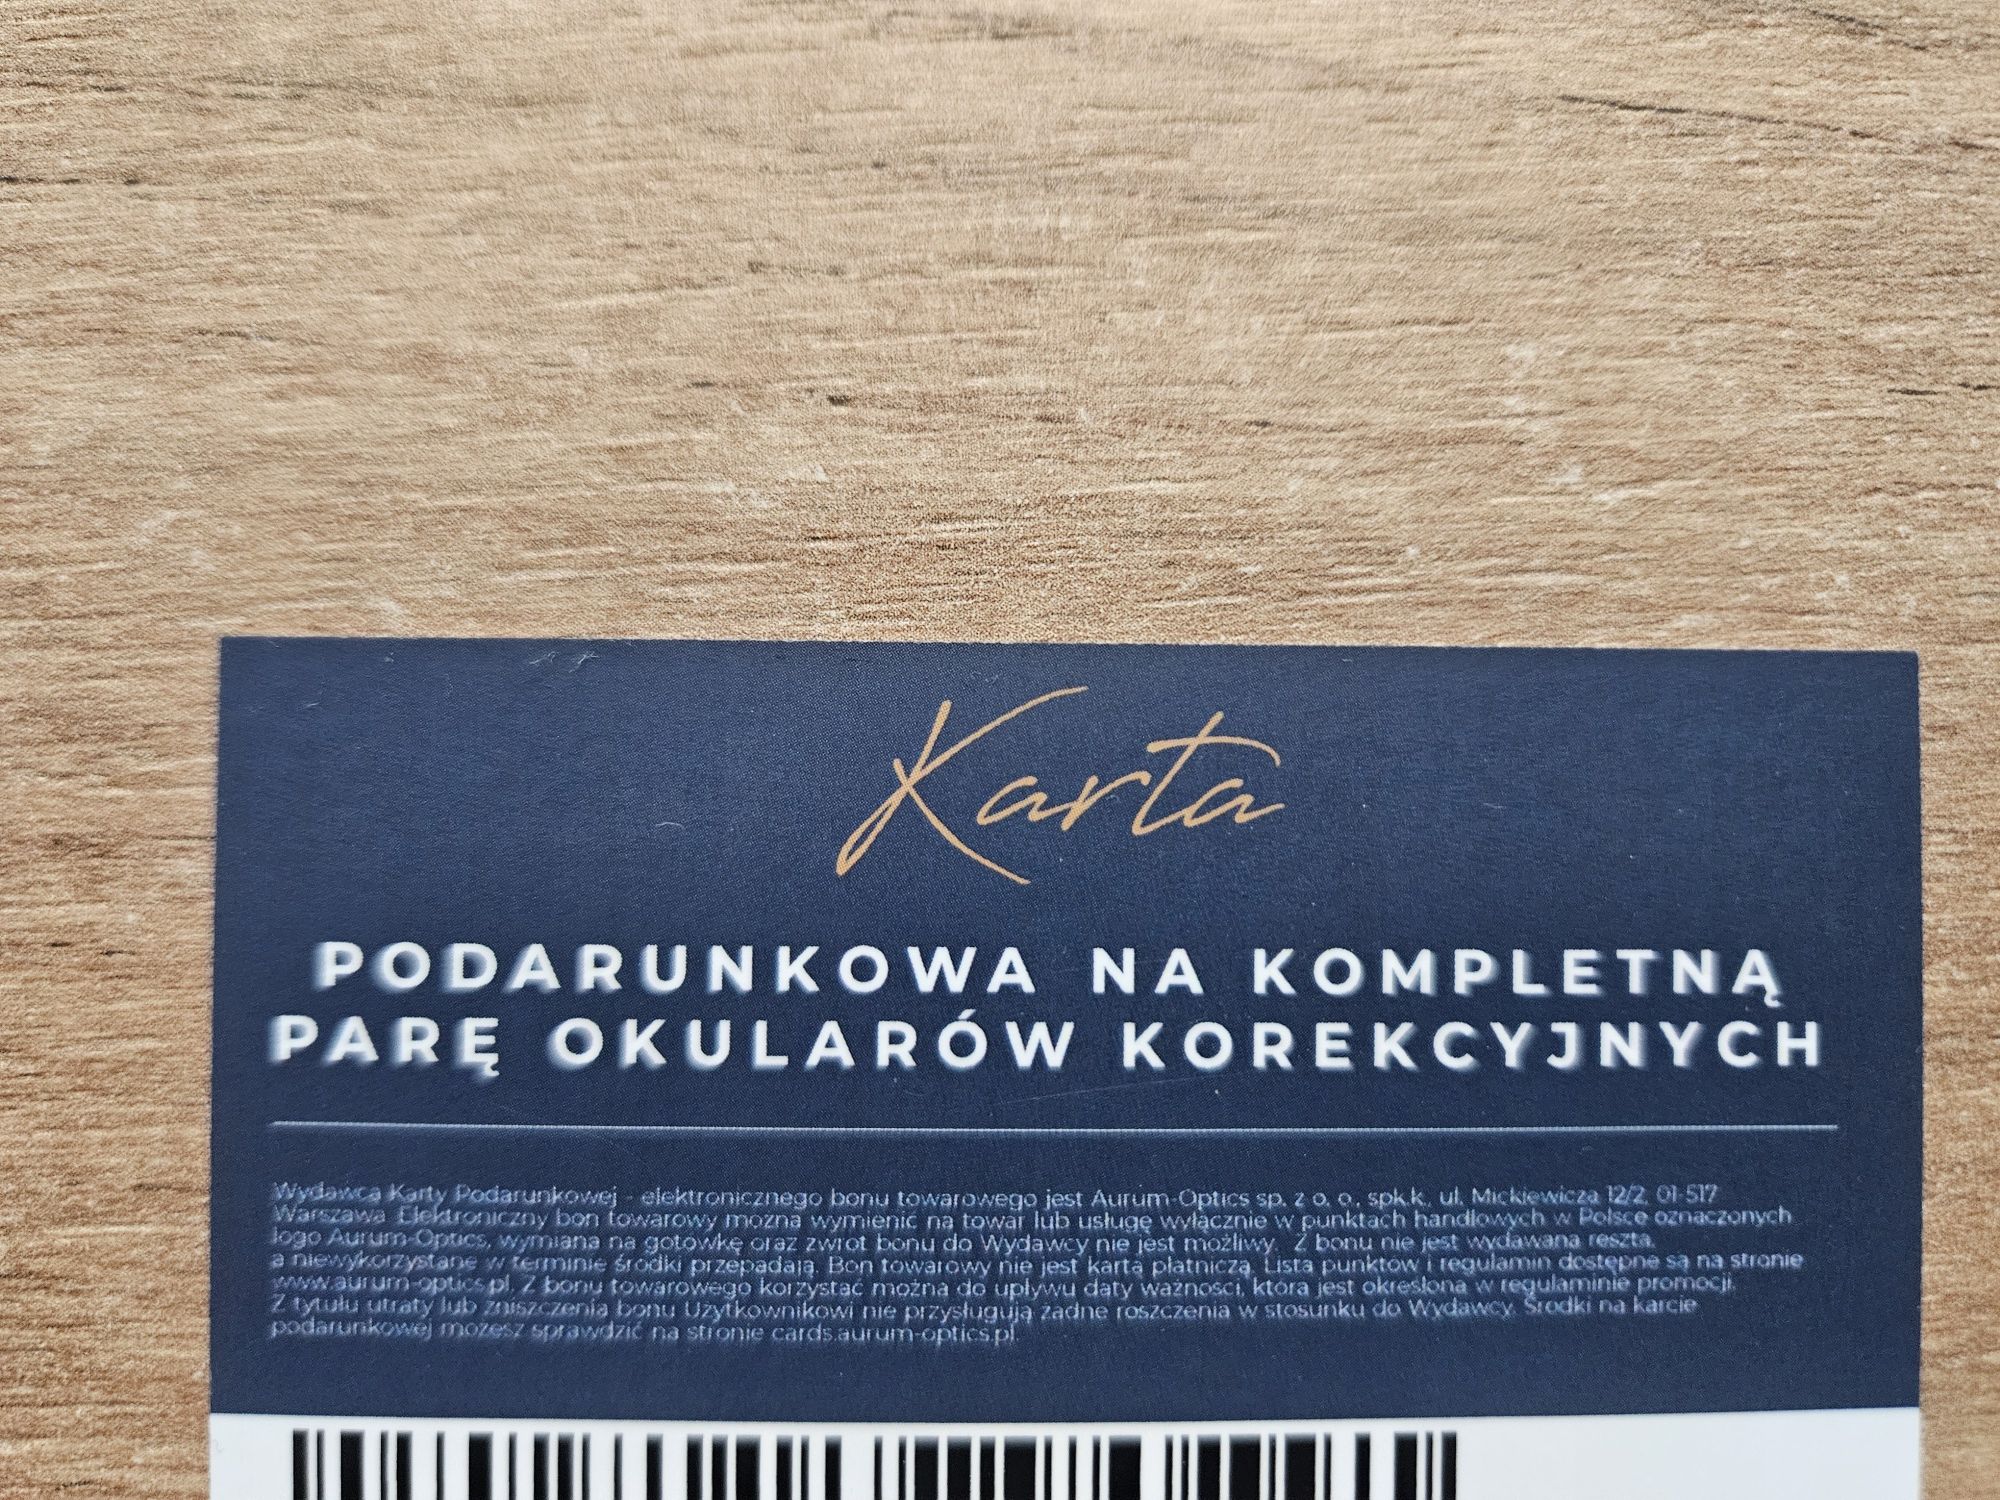 Karta
PODARUNKOWA NA KOMPLETNĄ
PARĘ OKULARÓW KOREKCYJNYCH
Wydawcą Karty Podarunkowej - elektronicznego bonu towarowego jest Aurum-Optics sp. z o. o., sp.k.k. ul. Mickiewicza 12/2, 01-517
Warszawa. Elektroniczny bon towarowy można wymienić na towar lub usługę wyłącznie w punktach handlowych w Polsce oznaczonych
logo Aurum-Optics, wymiana na gotówkę oraz zwrot bonu do Wydawcy nie jest możliwy. Z bonu nie jest wydawana reszta,
a niewykorzystane w terminie środki przepadają. Bon towarowy nie jest kartą płatniczą. Lista punktów i regulamin dostępne są na stronie
www.aurum-optics.pl. Z bonu towarowego korzystać można do upływu daty ważności, która jest określona w regulaminie promocji.
Z tytułu utraty lub zniszczenia bonu Użytkownikowi nie przysługują żadne roszczenia w stosunku do Wydawcy. Środki na karcie
podarunkowej możesz sprawdzić na stronie cards.aurum-optics.pl.